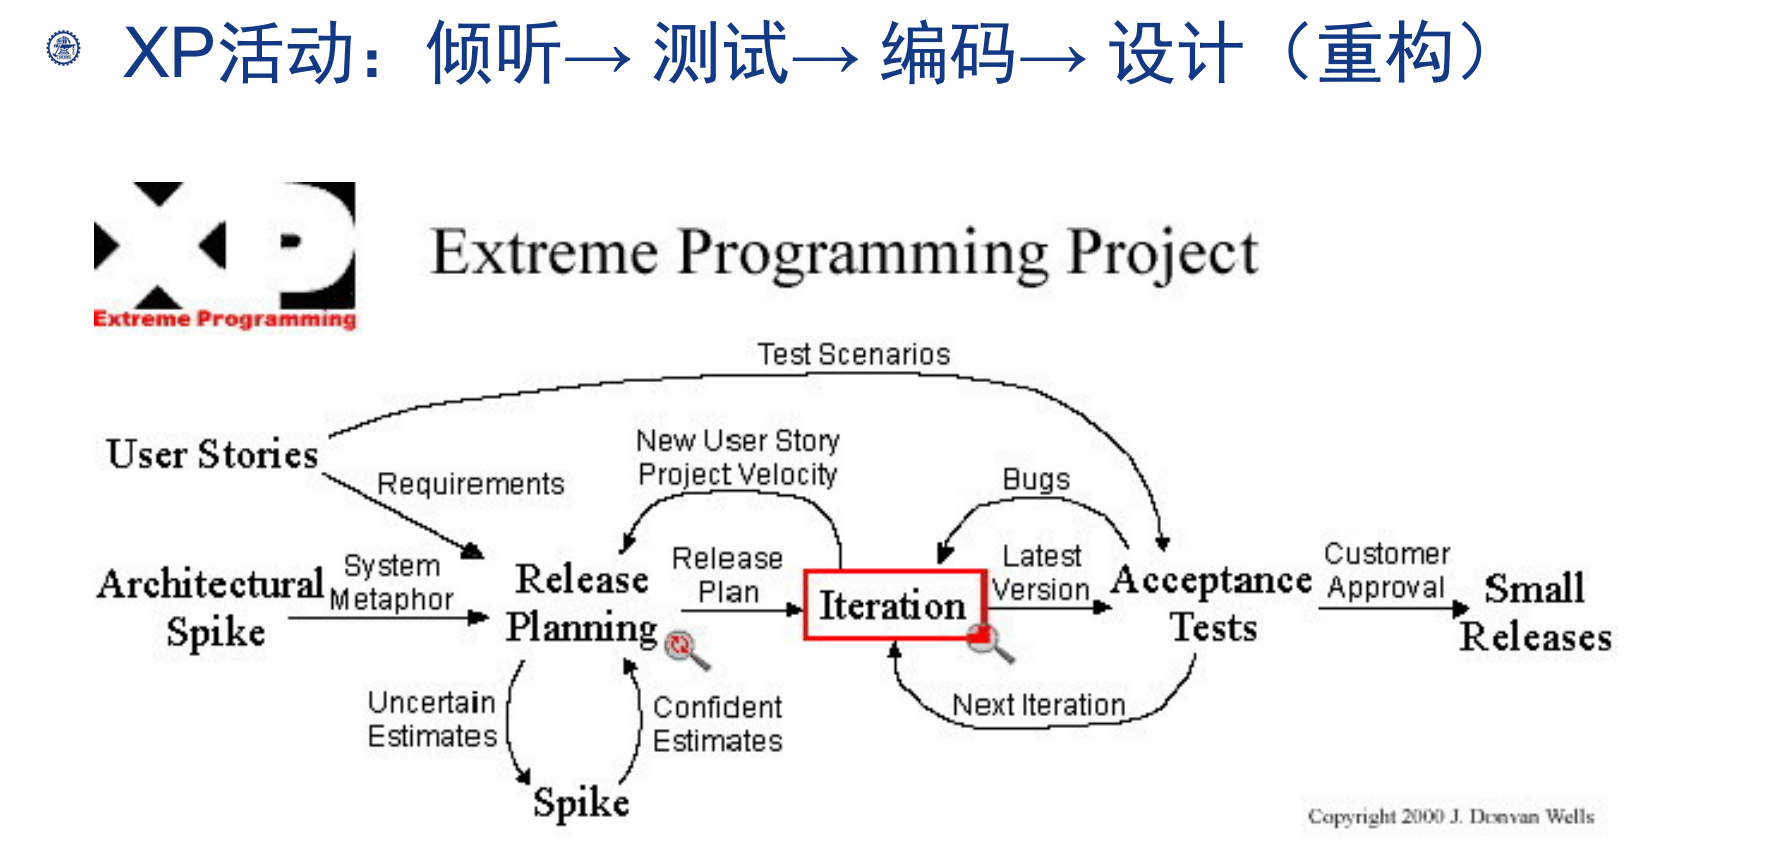 XP活动：倾听→ 测试→ 编码→ 设计（重构）
XP
Extreme Programming
Extreme Programming Project
Test Scenarios
User Stories
Requirements
New User Story
Project Velocity
Bugs
Architectural
Spike
System
Metaphor
Release
Planning
Release
Plan
Iteration
Latest
Version
Acceptance
Tests
Customer
Approval
Small
Releases
Uncertain
Estimates
Confident
Estimates
Next Iteration
Spike
Copyright 2000 J. Donvan Wells